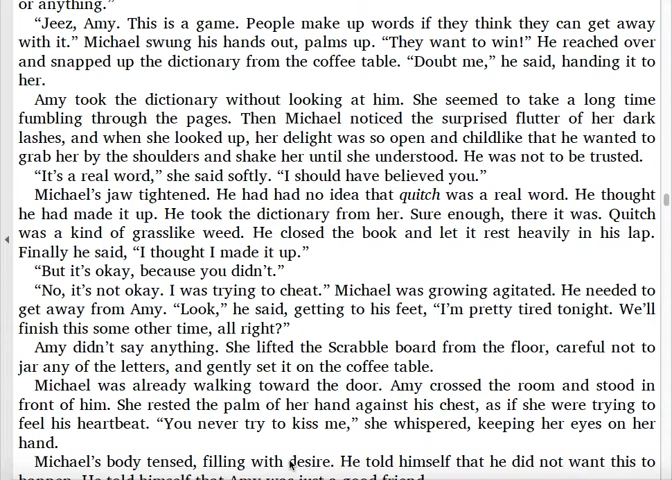 or anything.”
“Jeez, Amy. This is a game. People make up words if they think they can get away
with it.” Michael swung his hands out, palms up. “They want to win!” He reached over
and snapped up the dictionary from the coffee table. “Doubt me,” he said, handing it to
her.
Amy took the dictionary without looking at him. She seemed to take a long time
fumbling through the pages. Then Michael noticed the surprised flutter of her dark
lashes, and when she looked up, her delight was so open and childlike that he wanted to
grab her by the shoulders and shake her until she understood. He was not to be trusted.
“It’s a real word,” she said softly. “I should have believed you.”
Michael’s jaw tightened. He had had no idea that quitch was a real word. He thought
he had made it up. He took the dictionary from her. Sure enough, there it was. Quitch
was a kind of grasslike weed. He closed the book and let it rest heavily in his lap.
Finally he said, “I thought I made it up.”
“But it’s okay, because you didn’t.”
“No, it’s not okay. I was trying to cheat.” Michael was growing agitated. He needed to
get away from Amy. “Look,” he said, getting to his feet, “I’m pretty tired tonight. We’ll
finish this some other time, all right?”
Amy didn’t say anything. She lifted the Scrabble board from the floor, careful not to
jar any of the letters, and gently set it on the coffee table.
Michael was already walking toward the door. Amy crossed the room and stood in
front of him. She rested the palm of her hand against his chest, as if she were trying to
feel his heartbeat. “You never try to kiss me,” she whispered, keeping her eyes on her
hand.
Michael’s body tensed, filling with desire. He told himself that he did not want this to
happen. He told himself that Amy was just a good friend.